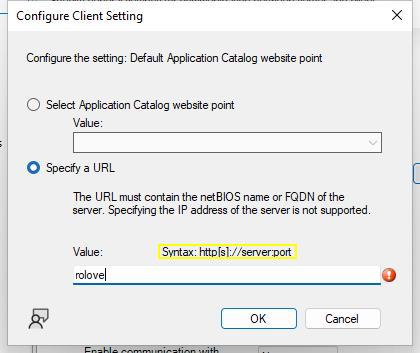 Configure Client Setting
Configure the setting: Default Application Catalog website point
Select Application Catalog website point
Value:
Specify a URL
The URL must contain the netBIOS name or FQDN of the
server. Specifying the IP address of the server is not supported.
Value:
Syntax: http[s]://server:port
rolove
OK
Cancel
Enable communication with